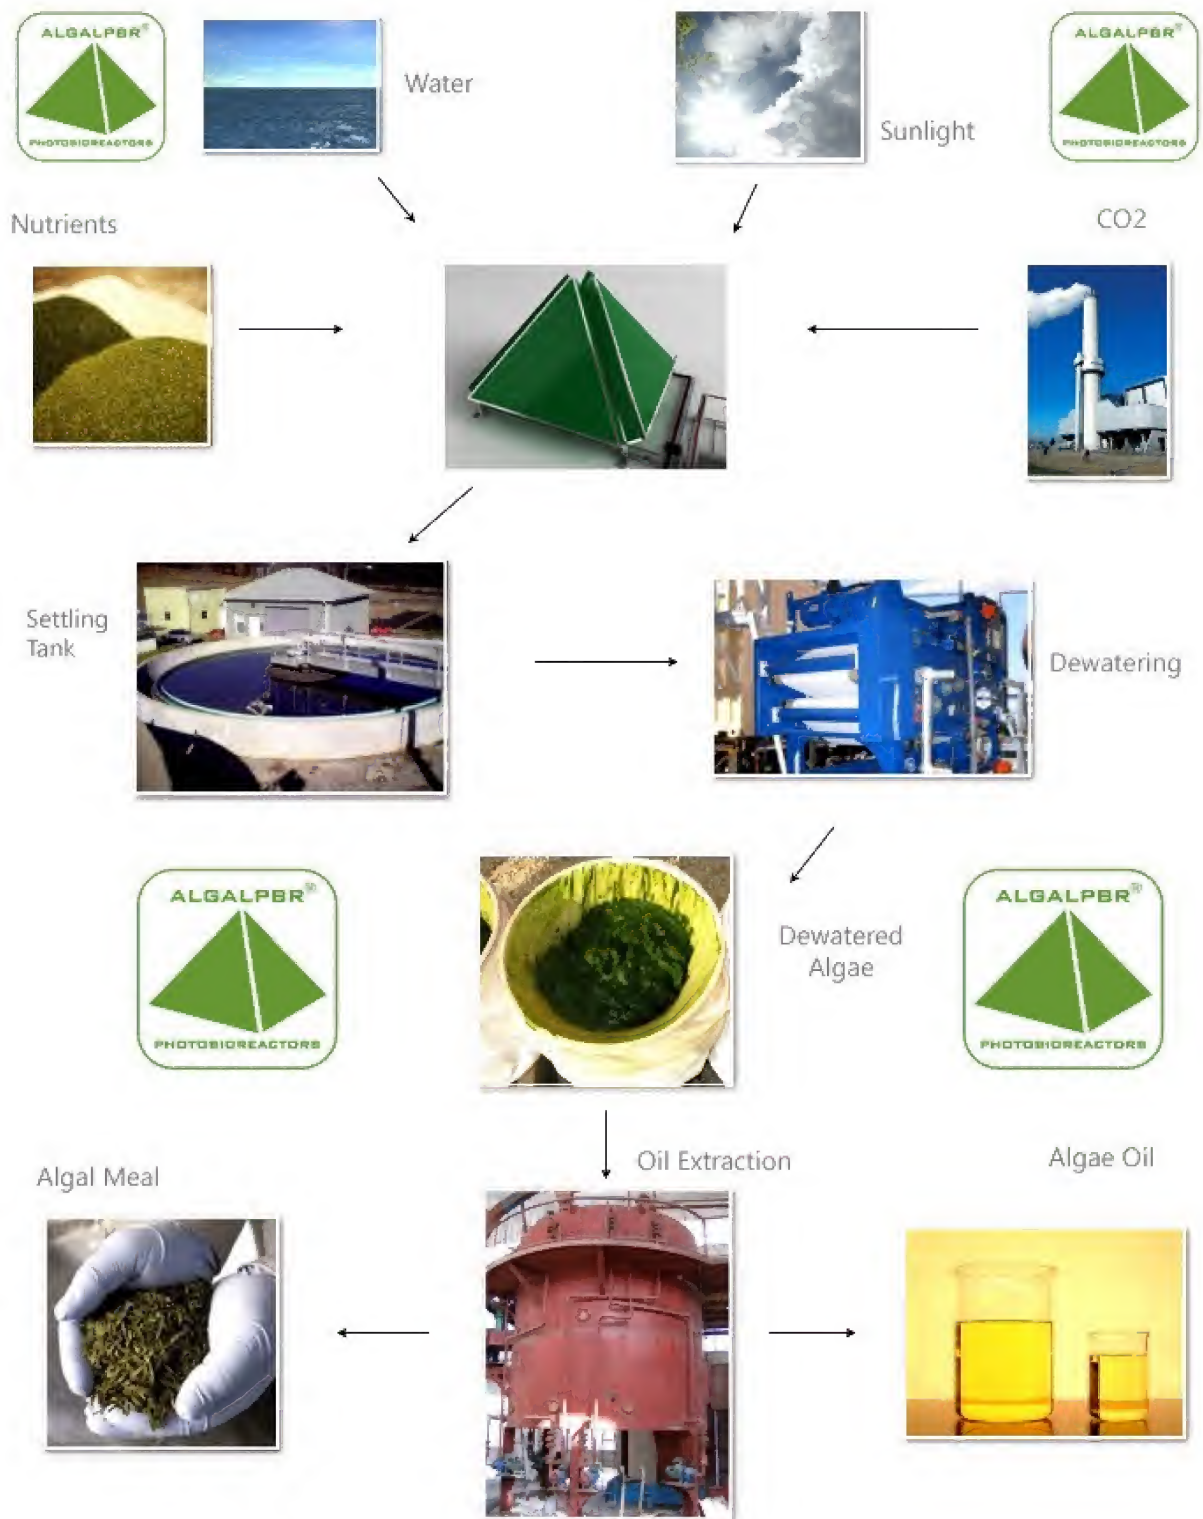 ALGALPBR®
PHOTOBIOREACTORS
Water
Sunlight
ALGALPBR®
PHOTOBIOREACTORS
Nutrients
CO2
Settling
Tank
Dewatering
ALGALPBR®
PHOTOBIOREACTORS
Dewatered
Algae
ALGALPBR®
PHOTOBIOREACTORS
Algal Meal
Oil Extraction
Algae Oil